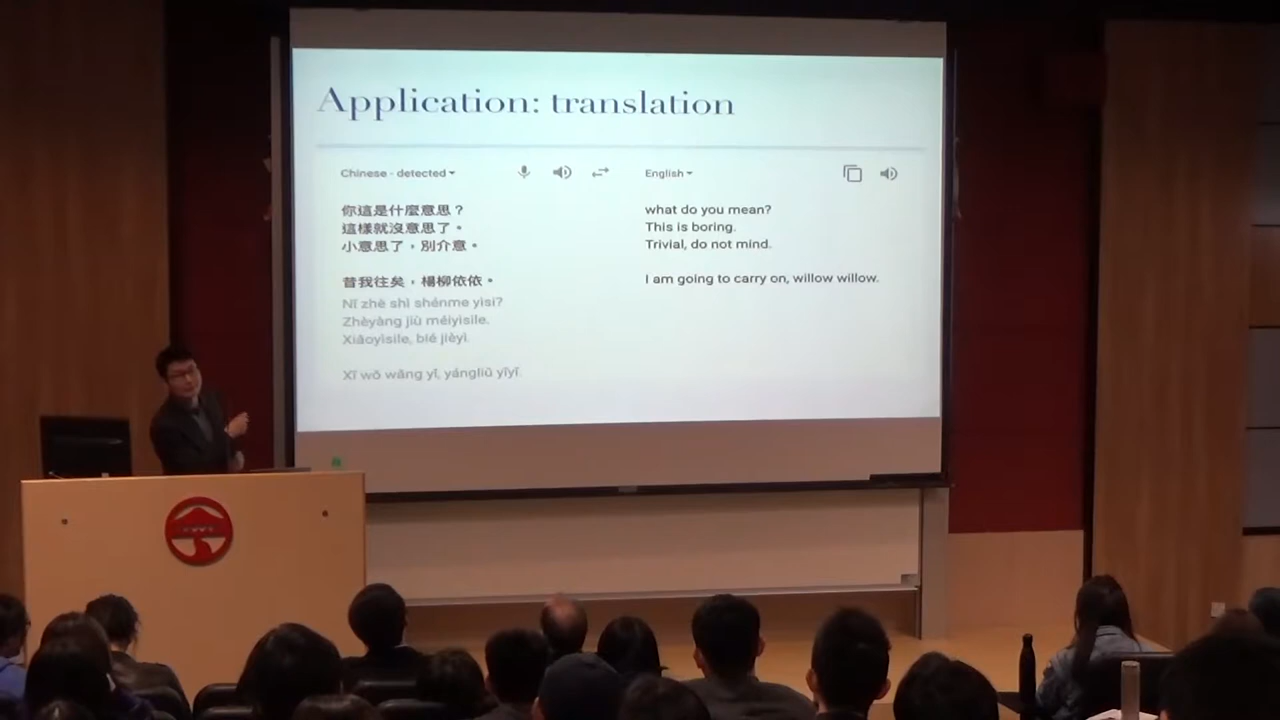 Application: translation
Chinese - detected
English
你這是什麼意思？
這樣就沒意思了。
小意思了，別介意。
昔我往矣，楊柳依依。
Nǐ zhè shì shénme yìsi?
Zhèyàng jiù méiyìsile.
Xiǎoyìsile, bié jièyì.
Xī wǒ wǎng yǐ, yángliǔ yīyī.
what do you mean?
This is boring.
Trivial, do not mind.
I am going to carry on, willow willow.